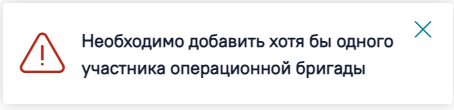 Необходимо добавить хотя бы одного
участника операционной бригады